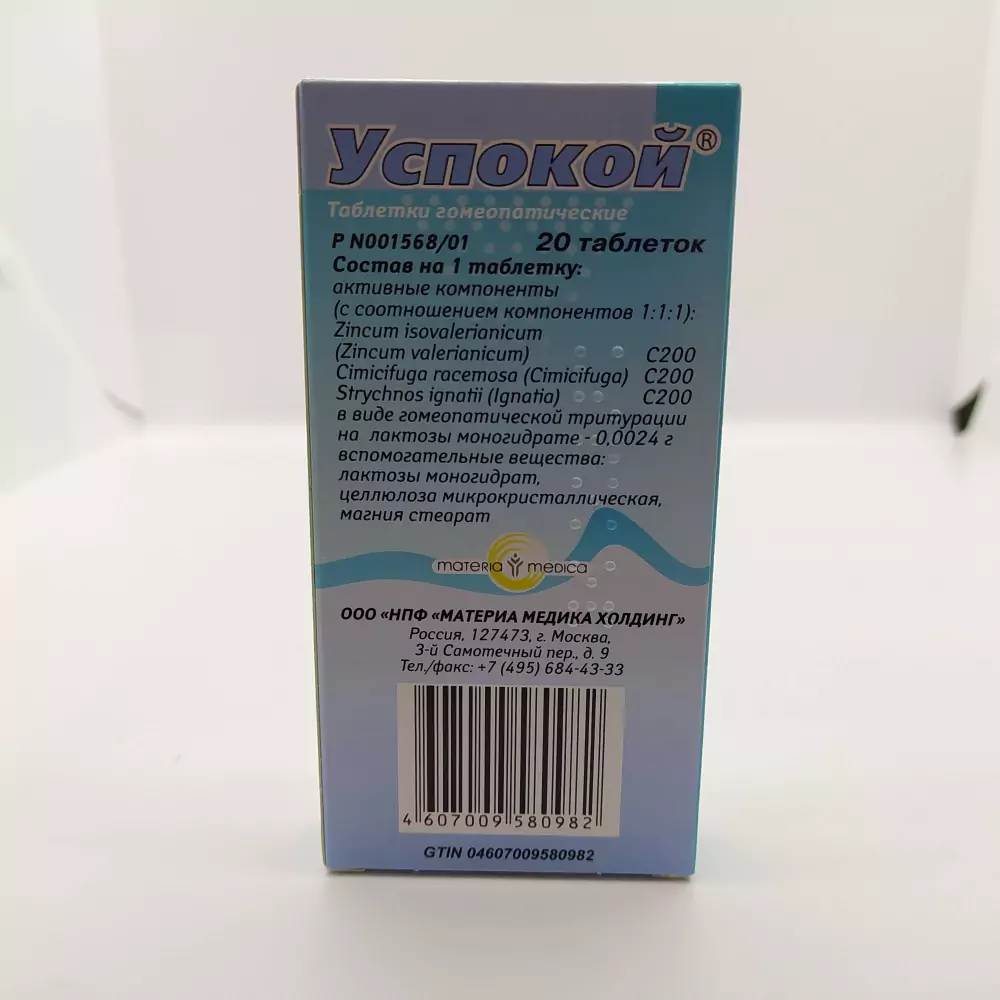 Успокой®
Таблетки гомеопатические
Р N001568/01 20 таблеток
Состав на 1 таблетку:
активные компоненты
(с соотношением компонентов 1:1:1):
Zincum isovalerianicum
(Zincum valerianicum) С200
Cimicifuga racemosa (Cimicifuga) С200
Strychnos ignatii (Ignatia) С200
в виде гомеопатической тритурации
на лактозы моногидрате - 0,0024 г
вспомогательные вещества:
лактозы моногидрат,
целлюлоза микрокристаллическая,
магния стеарат
materia medica
ООО «НПФ «МАТЕРИА МЕДИКА ХОЛДИНГ»
Россия, 127473, г. Москва,
3-й Самотечный пер., д. 9
Тел./факс: +7 (495) 684-43-33
4 607009 580982
GTIN 04607009580982